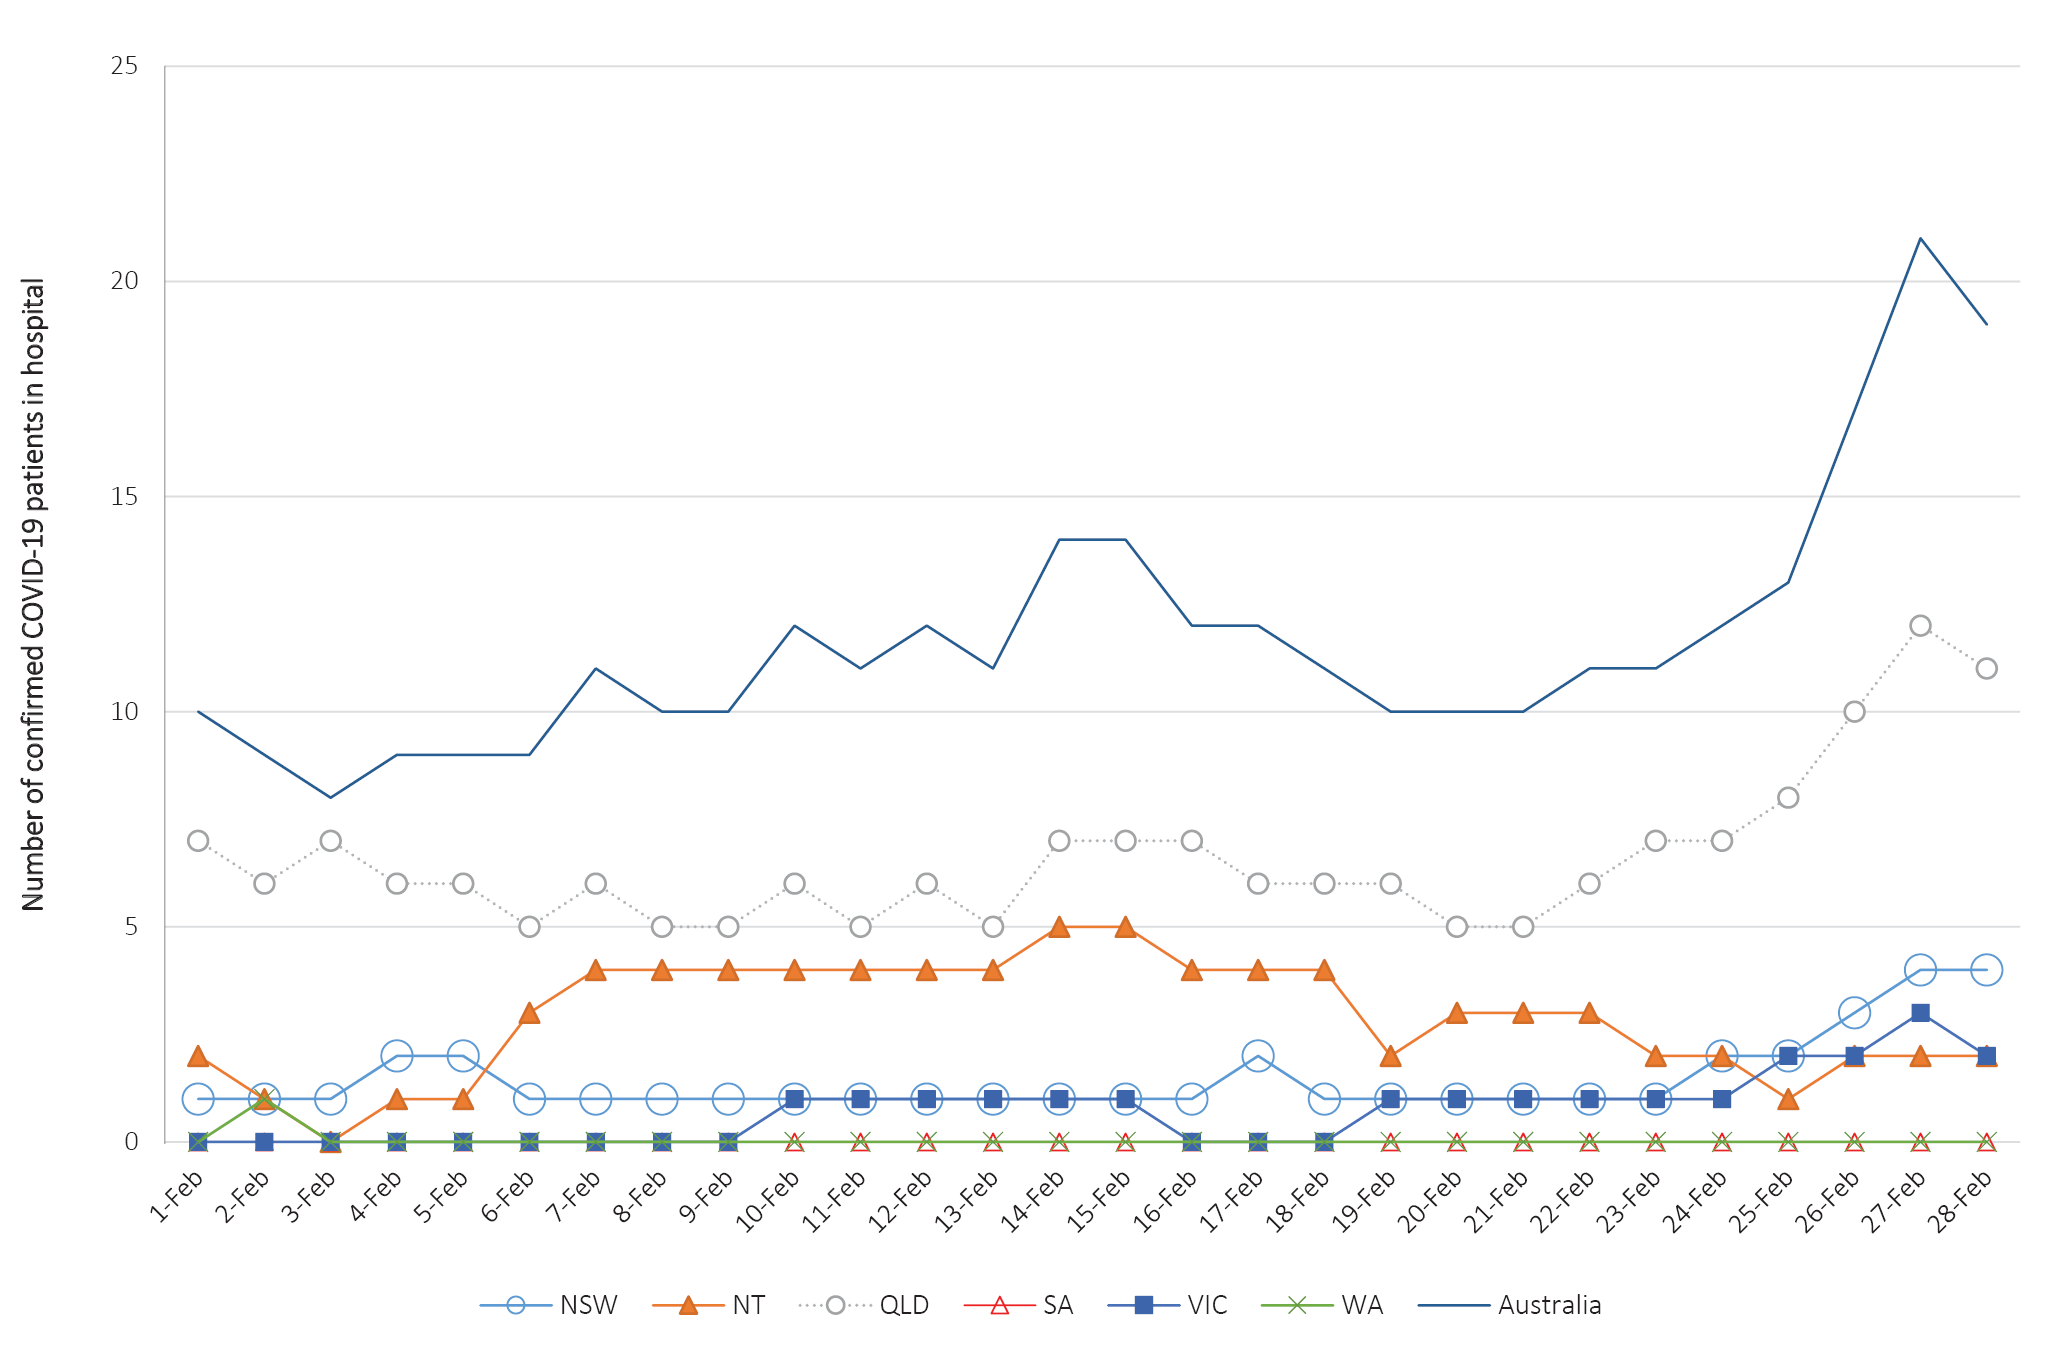 Number of confirmed COVID-19 patients in hospital
25
20
15
10
5
0
1-Feb
2-Feb
3-Feb
4-Feb
5-Feb
6-Feb
7-Feb
8-Feb
9-Feb
10-Feb
11-Feb
12-Feb
13-Feb
14-Feb
15-Feb
16-Feb
17-Feb
18-Feb
19-Feb
20-Feb
21-Feb
22-Feb
23-Feb
24-Feb
25-Feb
26-Feb
27-Feb
28-Feb
NSW NT QLD SA VIC WA Australia